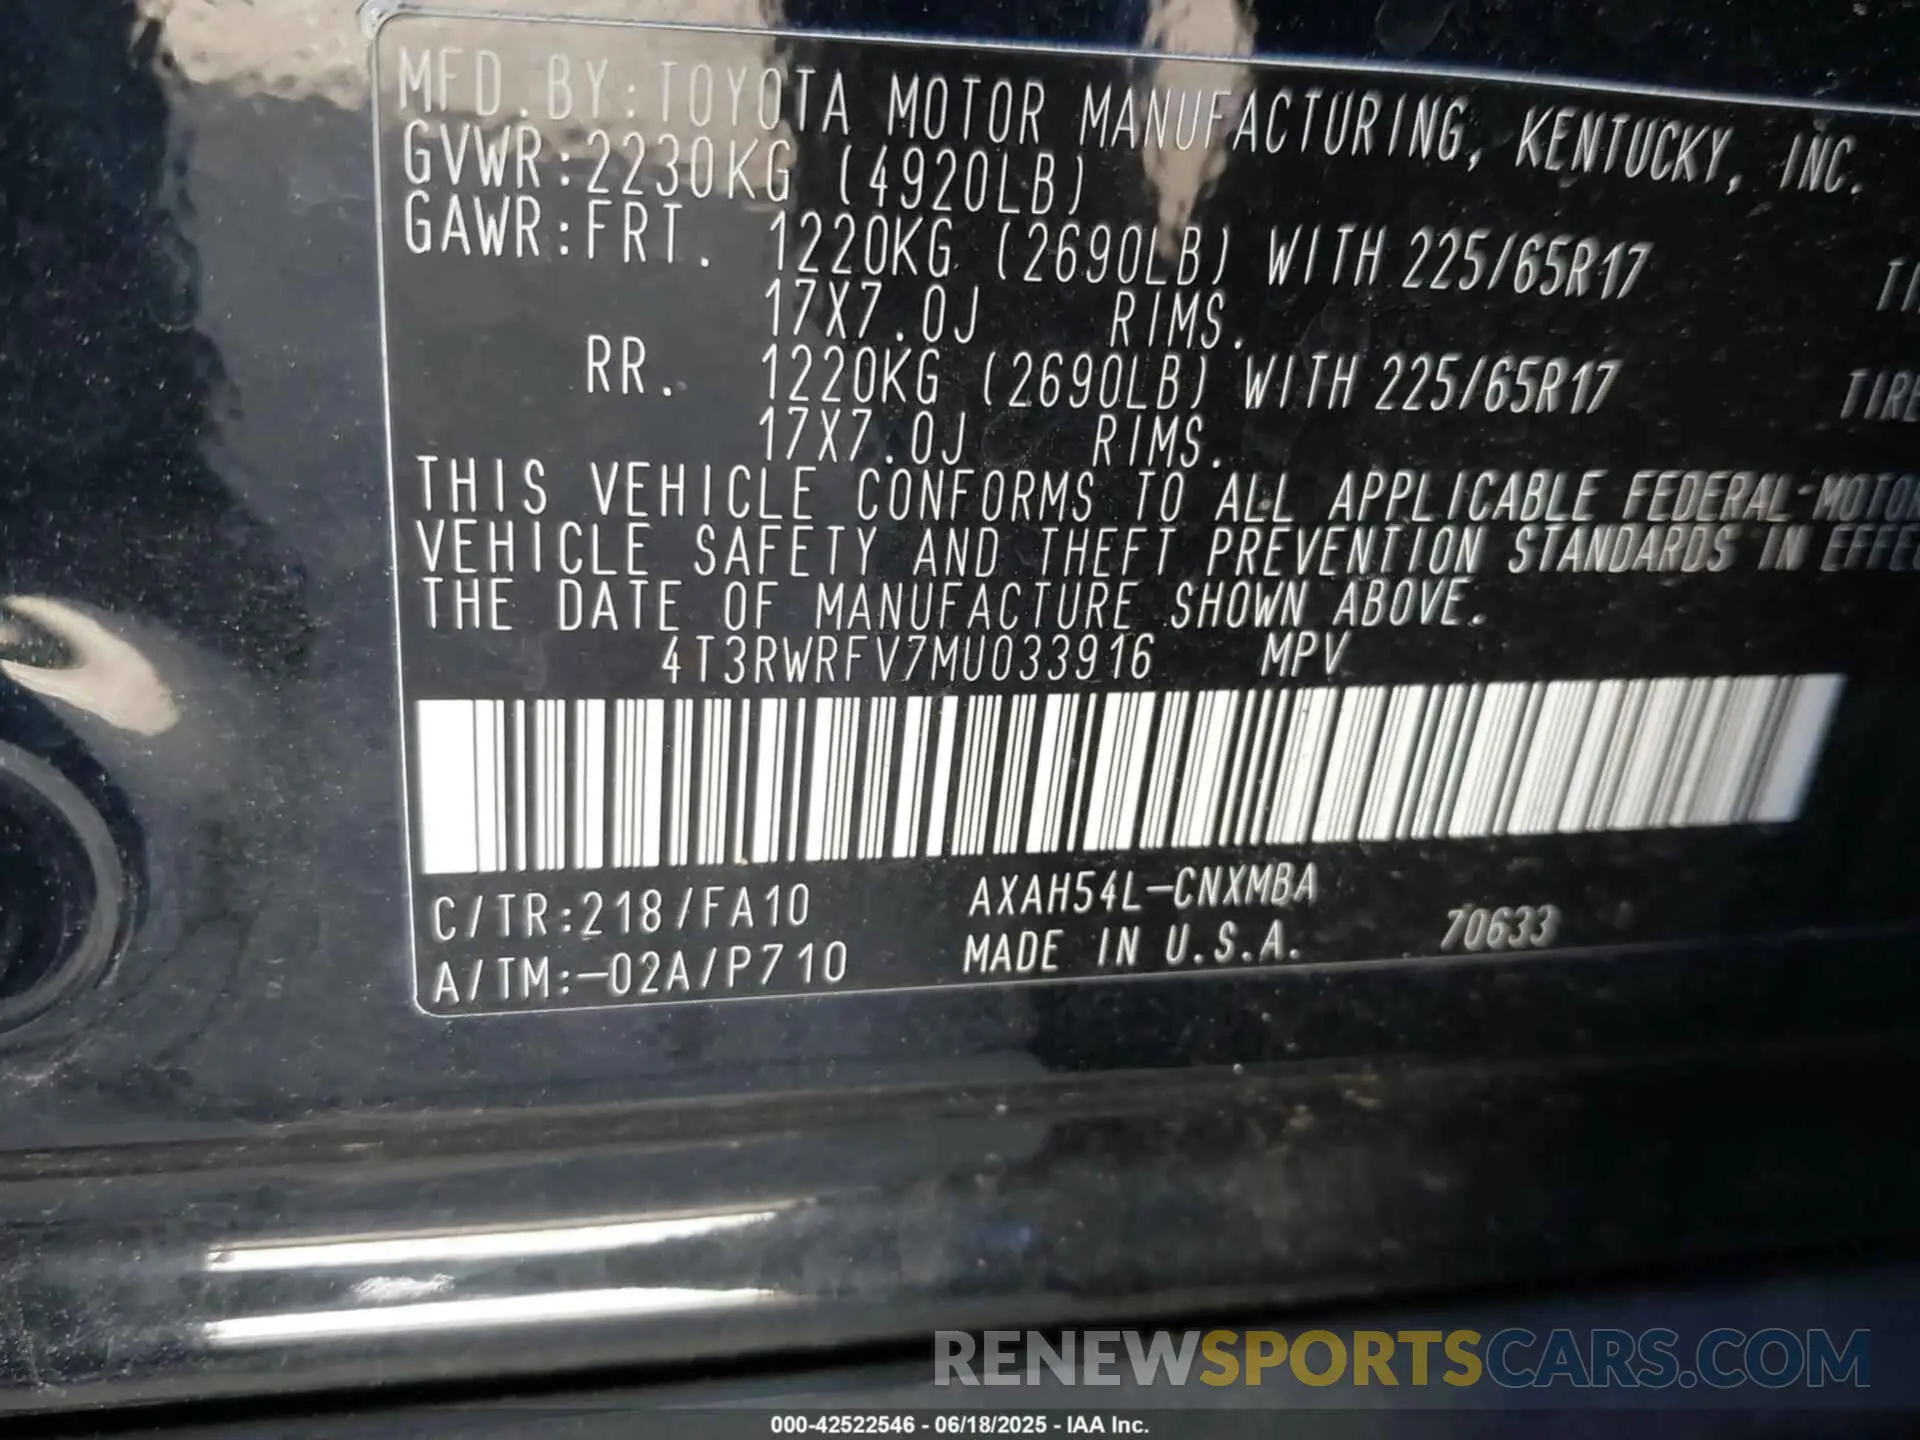 MFD. BY: TOYOTA MOTOR MANUFACTURING, KENTUCKY, INC.
GVWR: 2230KG (4920LB)
GAWR: FRT. 1220KG (2690LB) WITH 225/65R17
17X7.0J RIMS.
RR. 1220KG (2690LB) WITH 225/65R17 TIRE
17X7.0J RIMS.
THIS VEHICLE CONFORMS TO ALL APPLICABLE FEDERAL MOTOR
VEHICLE SAFETY AND THEFT PREVENTION STANDARDS IN EFFE
THE DATE OF MANUFACTURE SHOWN ABOVE.
4T3RWRFV7MU033916 MPV
C/TR:218/FA10 AXAH54L-CNXMBA
A/TM:-02A/P710 MADE IN U.S.A. 70633
RENEWSPORTSCARS.COM
000-42522546 - 06/18/2025 - IAA Inc.